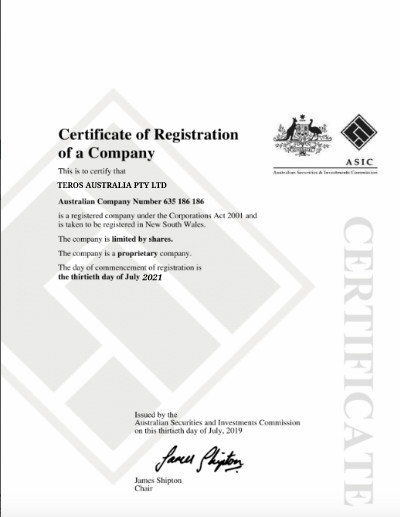 Certificate of Registration
of a Company
This is to certify that
TEROS AUSTRALIA PTY LTD
Australian Company Number 635 186 186
is a registered company under the Corporations Act 2001 and
is taken to be registered in New South Wales.
The company is limited by shares.
The company is a proprietary company.
The day of commencement of registration is
the thirtieth day of July 2021
ASIC
Australian Securities & Investments Commission
CERTIFICATE
Issued by the
Australian Securities and Investments Commission
on this thirtieth day of July, 2019
James Shipton
James Shipton
Chair